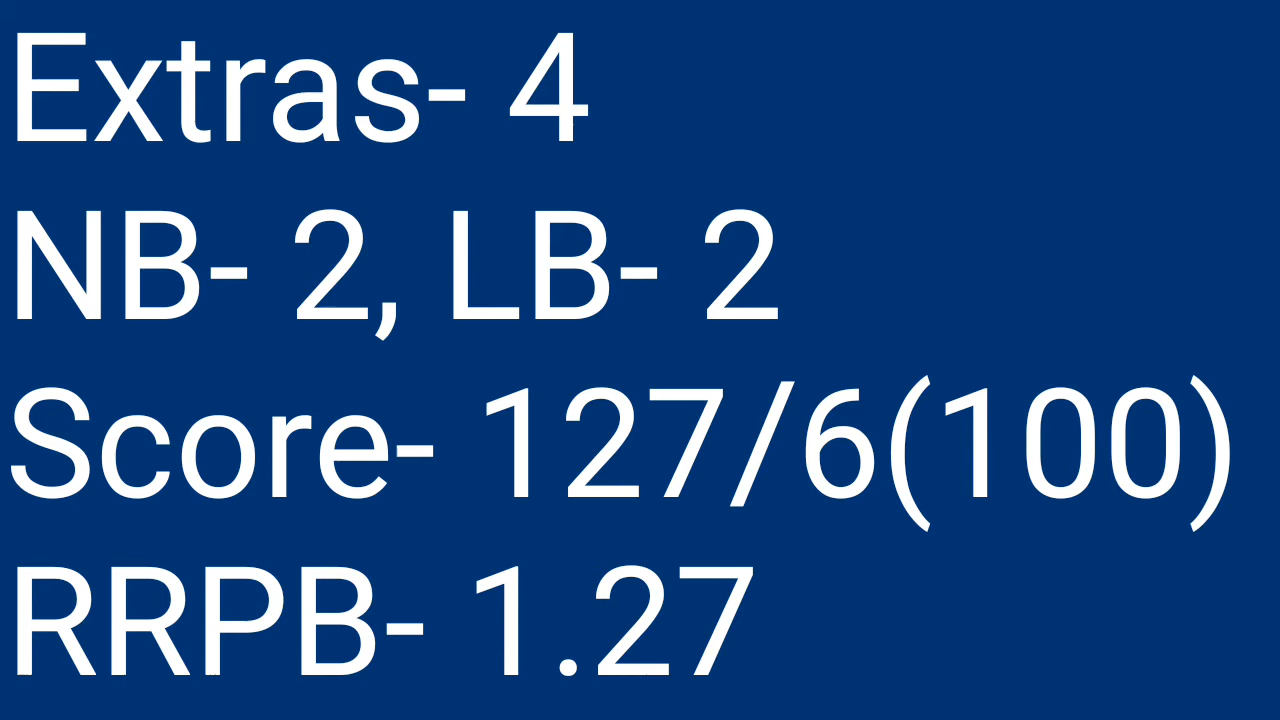 Extras- 4
NB- 2, LB- 2
Score- 127/6(100)
RRPB- 1.27